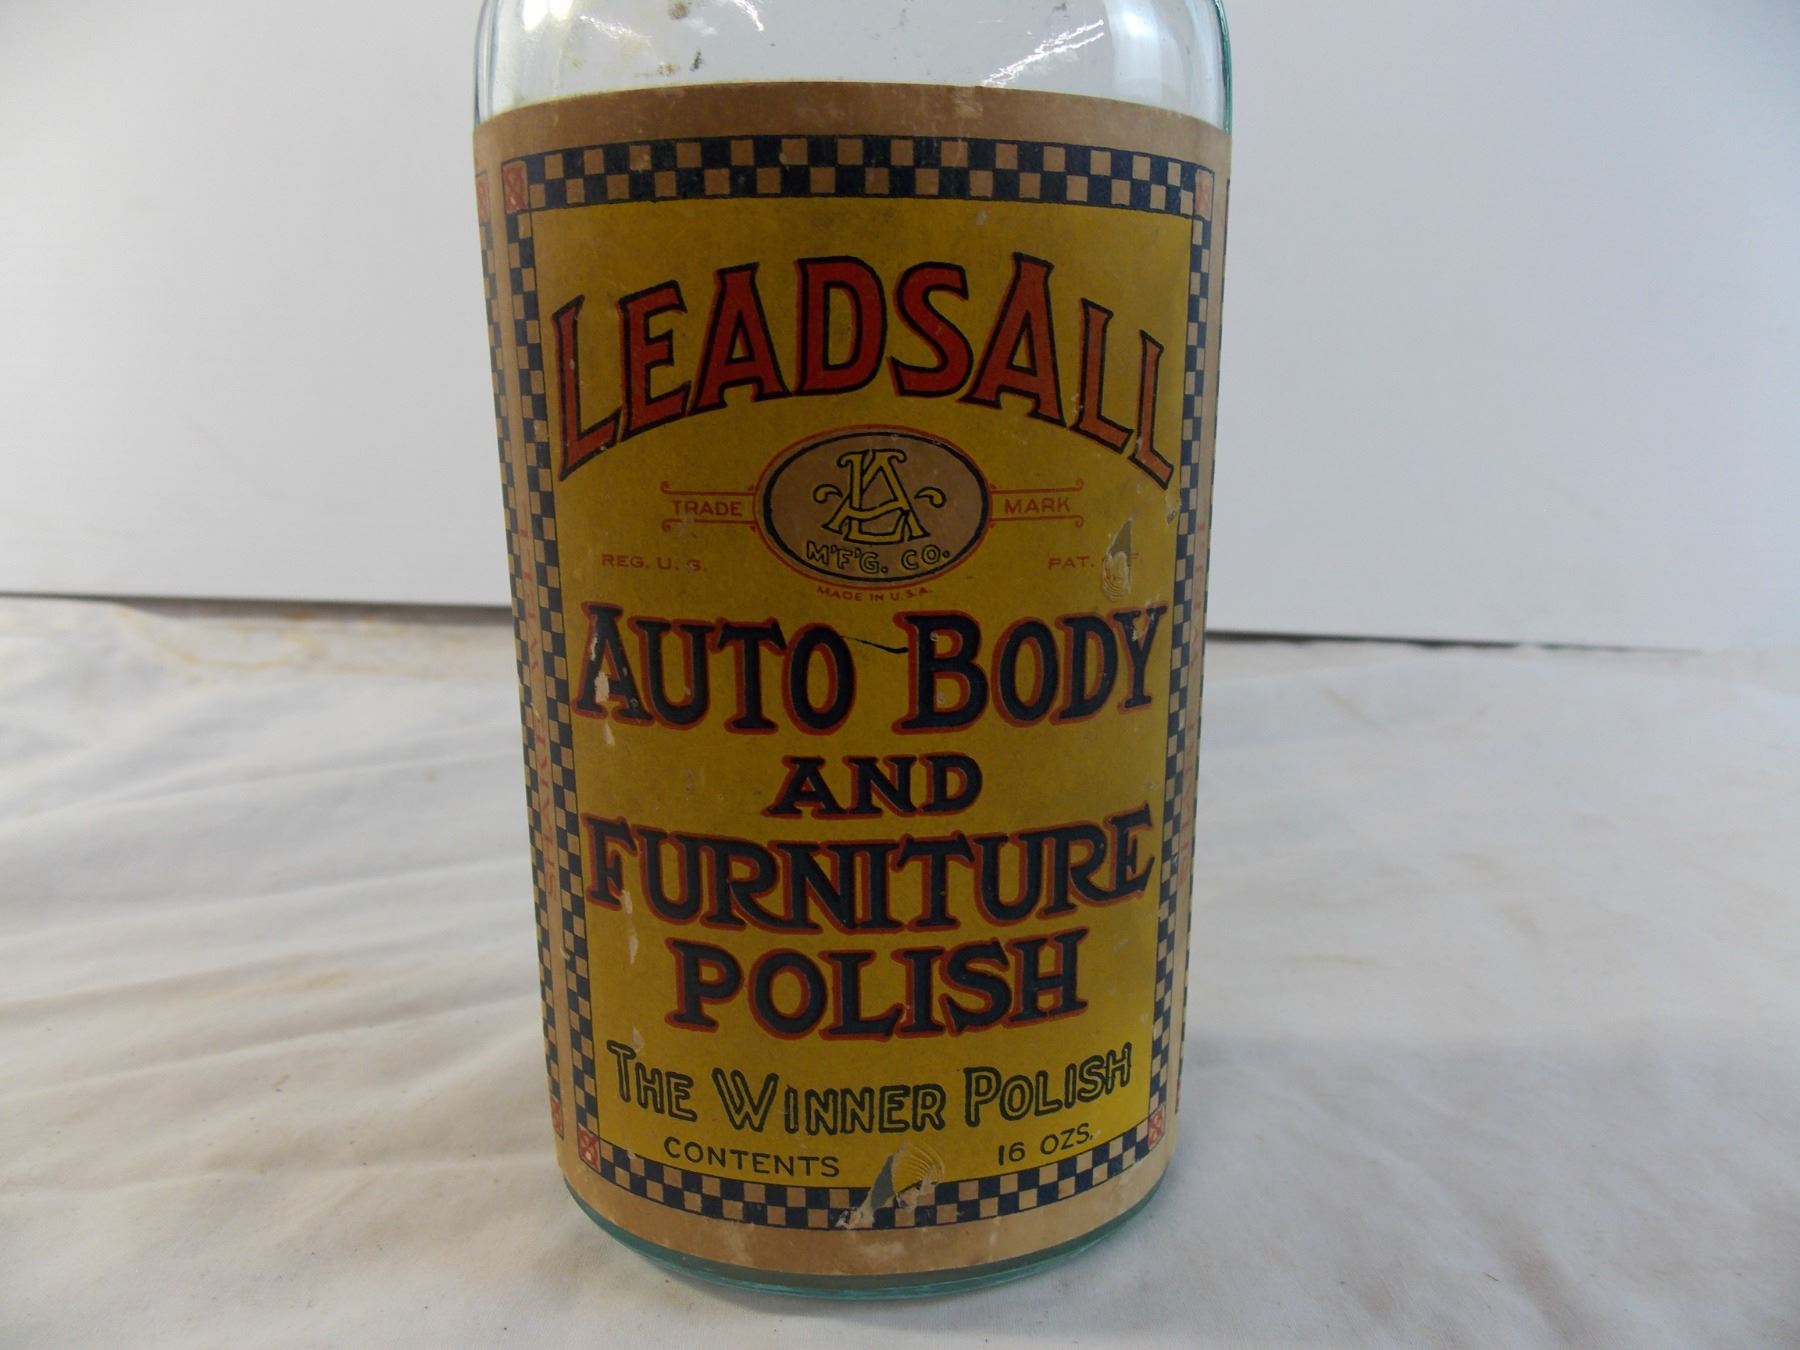 LEADSALL
TRADE MARK
LA
M'F'G. CO.
REG. U. S. PAT.
MADE IN U.S.A.
AUTO BODY
AND
FURNITURE
POLISH
THE WINNER POLISH
CONTENTS 16 OZS.